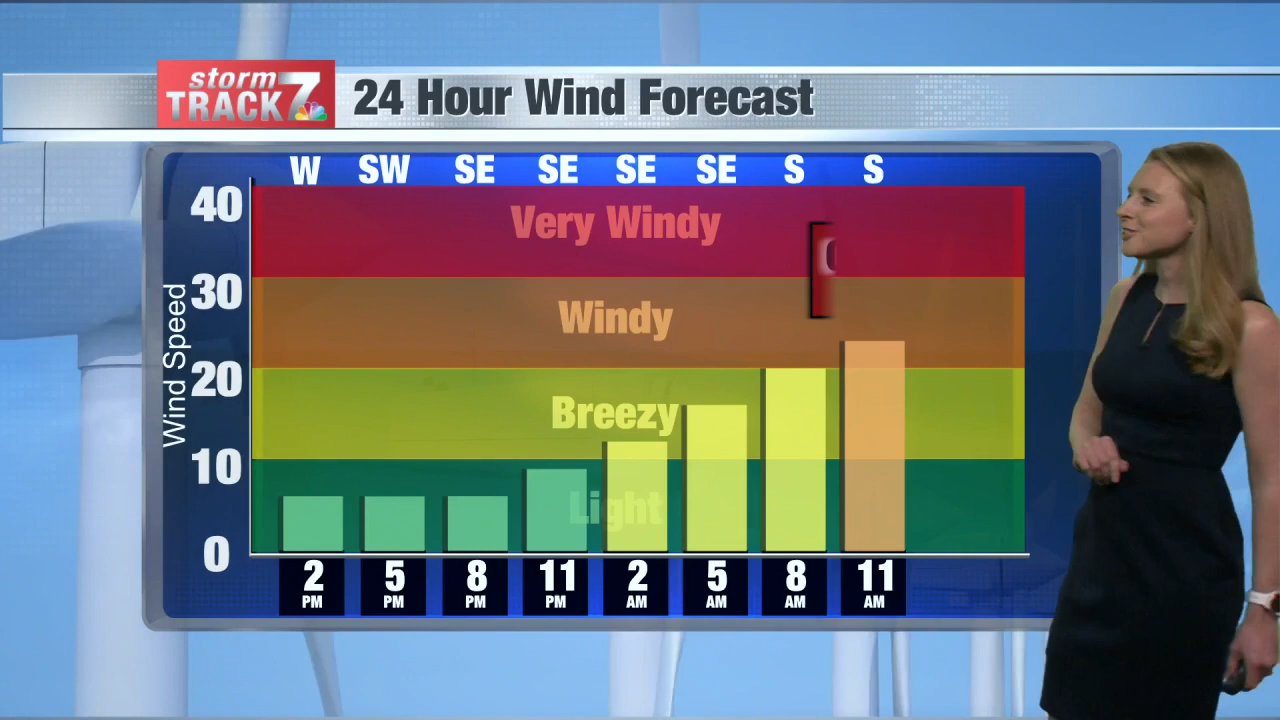 storm
TRACK 7
24 Hour Wind Forecast
W SW SE SE SE SE S S
40
30
20
10
0
Wind Speed
Very Windy
Windy
Breezy
Light
2 PM
5 PM
8 PM
11 PM
2 AM
5 AM
8 AM
11 AM